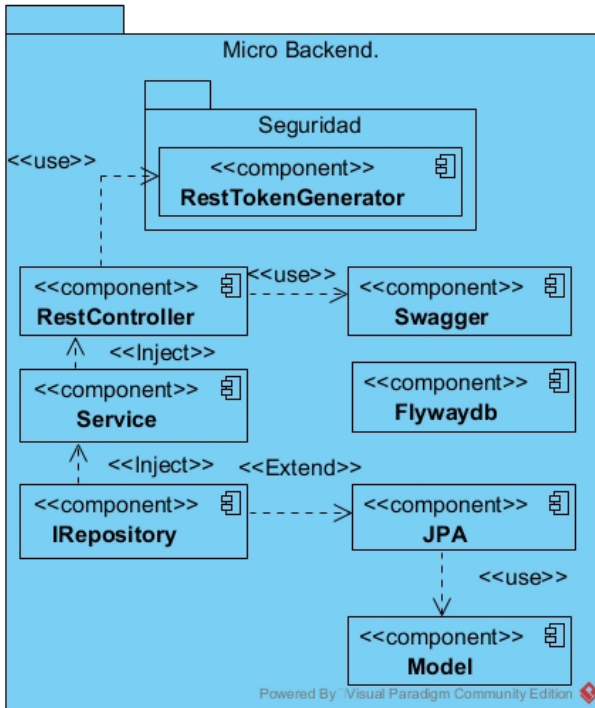 Micro Backend.
Seguridad
<<use>>
<<component>>
RestTokenGenerator
<<component>>
RestController
<<use>>
<<component>>
Swagger
<<Inject>>
<<component>>
Service
<<component>>
Flywaydb
<<Inject>>
<<Extend>>
<<component>>
IRepository
<<component>>
JPA
<<use>>
<<component>>
Model
Powered By Visual Paradigm Community Edition